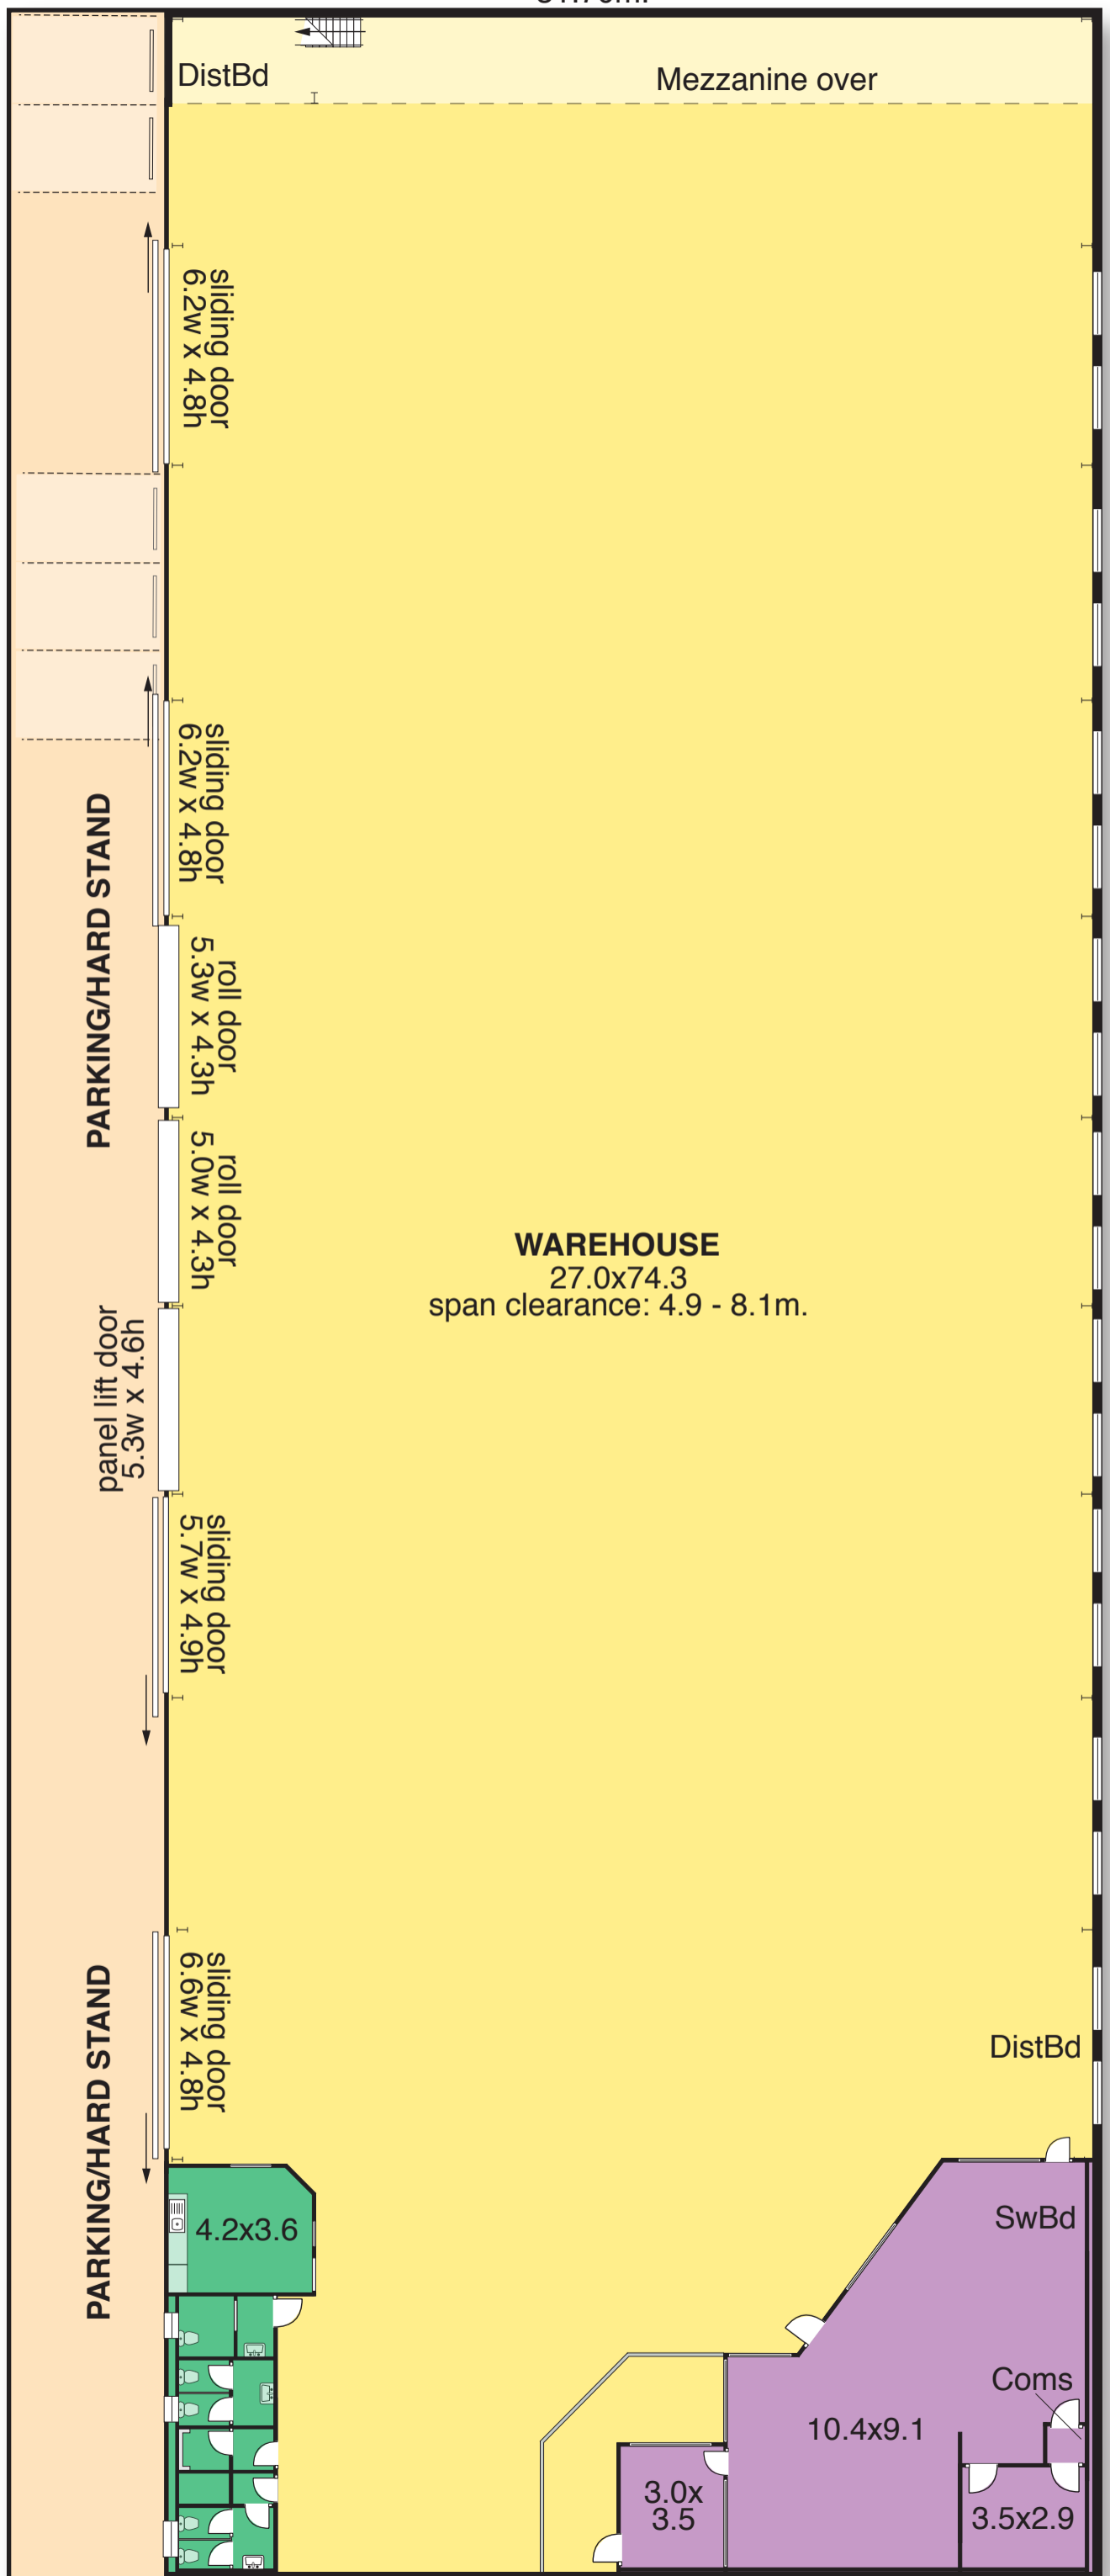 DistBd
Mezzanine over
sliding door
6.2w x 4.8h
sliding door
6.2w x 4.8h
PARKING/HARD STAND
roll door
5.3w x 4.3h
roll door
5.0w x 4.3h
WAREHOUSE
27.0x74.3
span clearance: 4.9 - 8.1m.
panel lift door
5.3w x 4.6h
sliding door
5.7w x 4.9h
sliding door
6.6w x 4.8h
PARKING/HARD STAND
DistBd
4.2x3.6
SwBd
Coms
10.4x9.1
3.0x
3.5
3.5x2.9